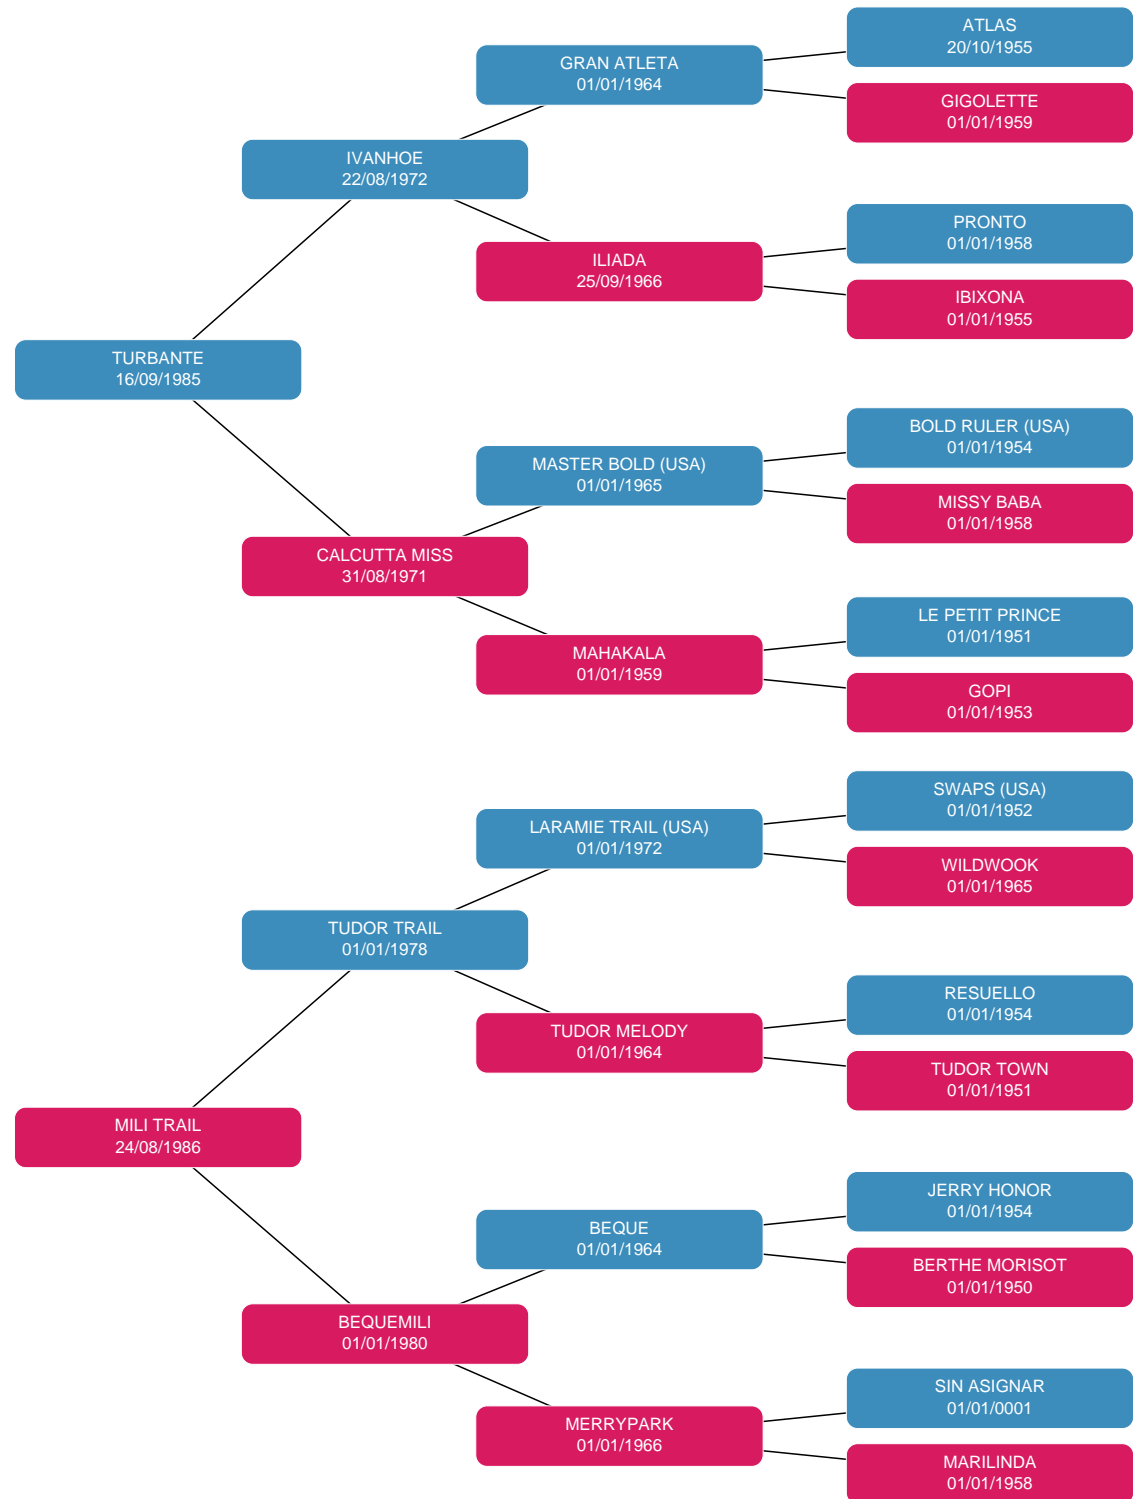 ATLAS
20/10/1955
GRAN ATLETA
01/01/1964
GIGOLETTE
01/01/1959
IVANHOE
22/08/1972
PRONTO
01/01/1958
ILIADA
25/09/1966
IBIXONA
01/01/1955
TURBANTE
16/09/1985
BOLD RULER (USA)
01/01/1954
MASTER BOLD (USA)
01/01/1965
MISSY BABA
01/01/1958
CALCUTTA MISS
31/08/1971
LE PETIT PRINCE
01/01/1951
MAHAKALA
01/01/1959
GOPI
01/01/1953
SWAPS (USA)
01/01/1952
LARAMIE TRAIL (USA)
01/01/1972
WILDWOOK
01/01/1965
TUDOR TRAIL
01/01/1978
RESUELLO
01/01/1954
TUDOR MELODY
01/01/1964
TUDOR TOWN
01/01/1951
MILI TRAIL
24/08/1986
JERRY HONOR
01/01/1954
BEQUE
01/01/1964
BERTHE MORISOT
01/01/1950
BEQUEMILI
01/01/1980
SIN ASIGNAR
01/01/0001
MERRYPARK
01/01/1966
MARILINDA
01/01/1958